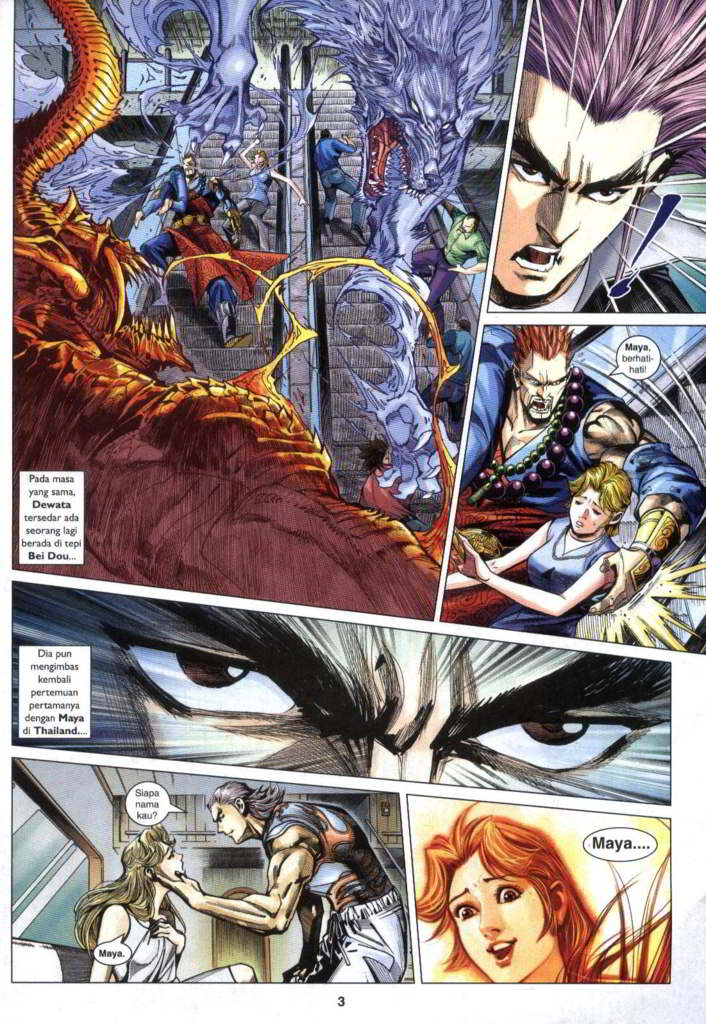 !
Maya,
berhati-
hati!
Pada masa
yang sama,
Dewata
tersedar ada
seorang lagi
berada di tepi
Bei Dou...
Dia pun
mengimbas
kembali
pertemuan
pertamanya
dengan Maya
di Thailand....
Siapa
nama
kau?
Maya.
Maya....
3